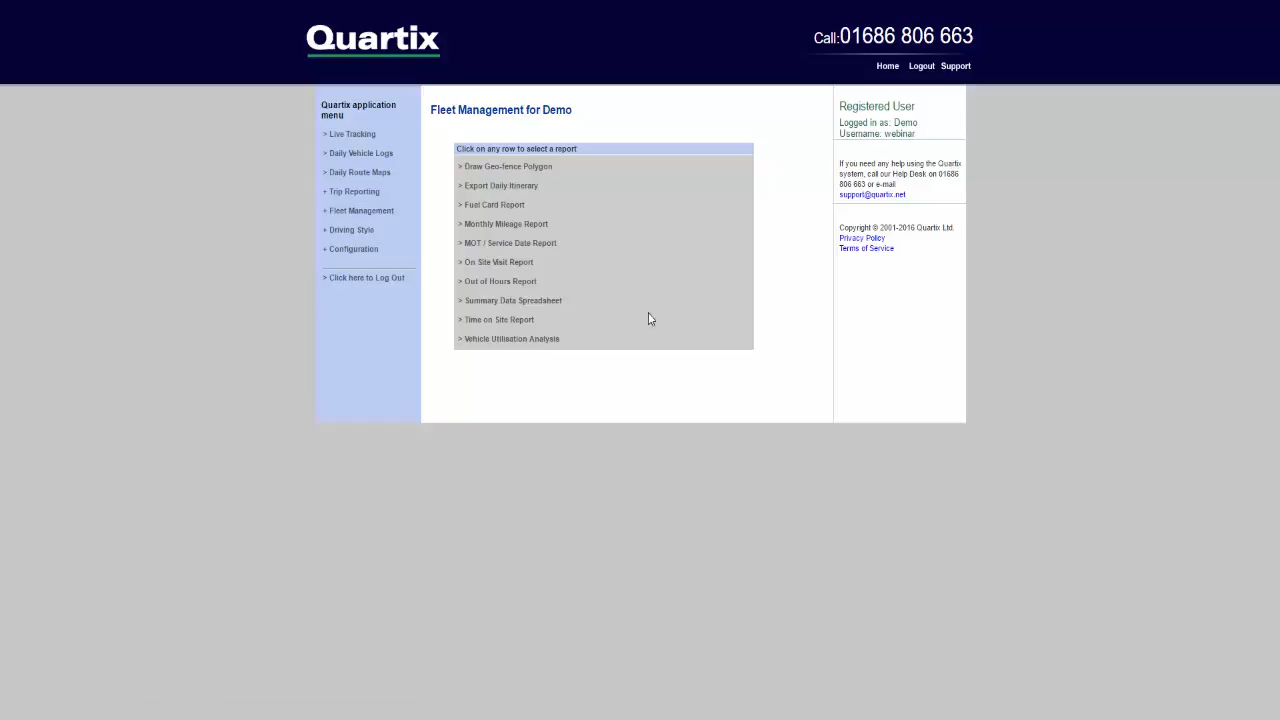 Quartix
Call:01686 806 663
Home Logout Support
Quartix application
menu
> Live Tracking
> Daily Vehicle Logs
> Daily Route Maps
+ Trip Reporting
+ Fleet Management
+ Driving Style
+ Configuration
> Click here to Log Out
Fleet Management for Demo
Click on any row to select a report
> Draw Geo-fence Polygon
> Export Daily Itinerary
> Fuel Card Report
> Monthly Mileage Report
> MOT / Service Date Report
> On Site Visit Report
> Out of Hours Report
> Summary Data Spreadsheet
> Time on Site Report
> Vehicle Utilisation Analysis
Registered User
Logged in as: Demo
Username: webinar
If you need any help using the Quartix
system, call our Help Desk on 01686
806 663 or e-mail
support@quartix.net
Copyright © 2001-2016 Quartix Ltd.
Privacy Policy
Terms of Service